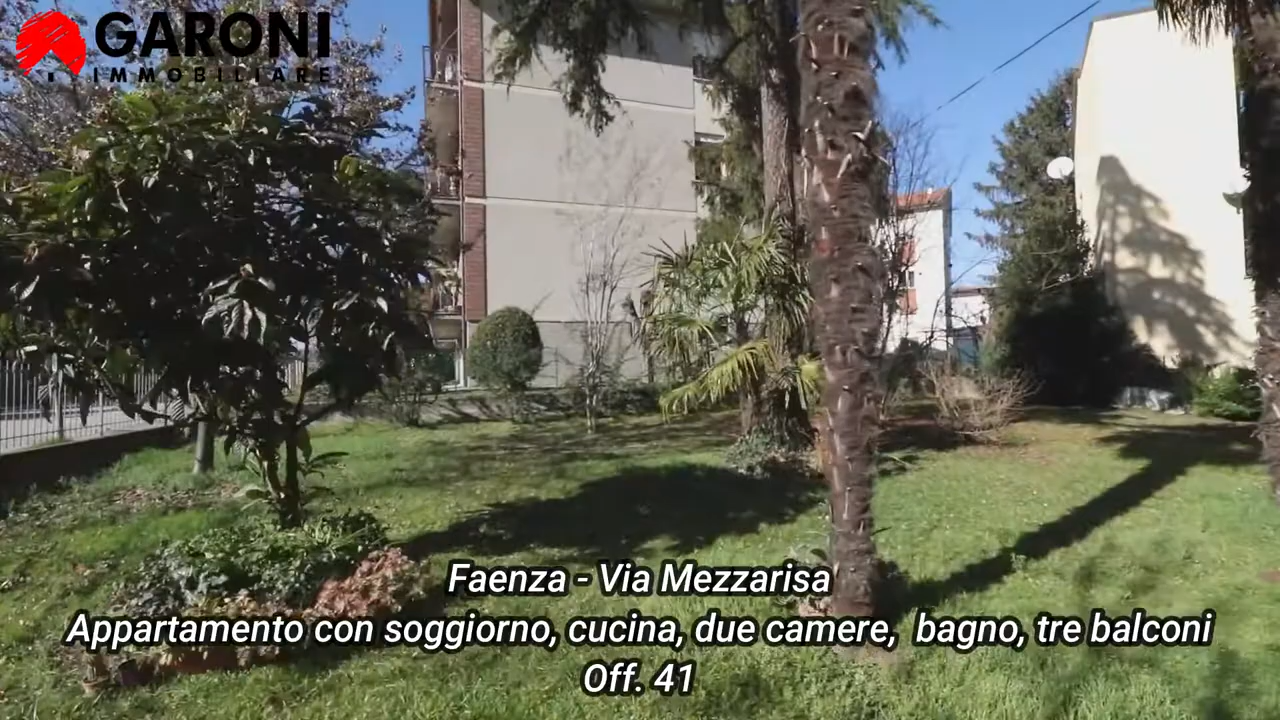 GARONI
IMMOBILIARE
Faenza - Via Mezzarisa
Appartamento con soggiorno, cucina, due camere,  bagno, tre balconi
Off. 41